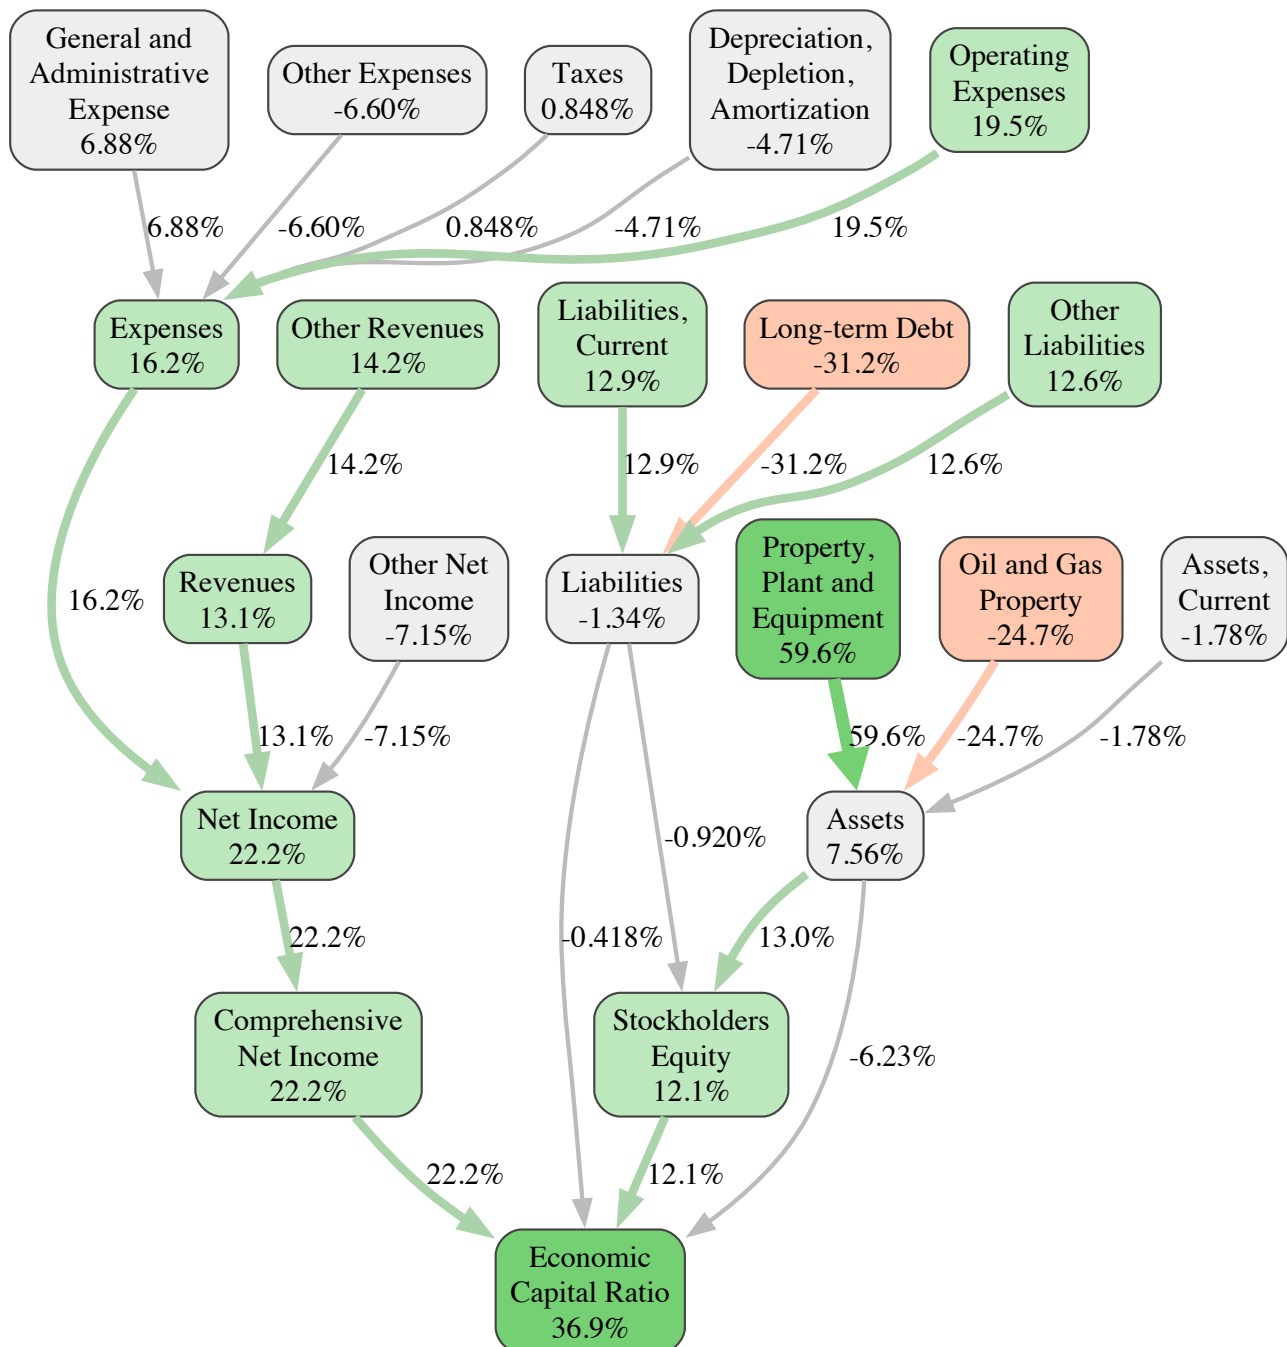 General and
Administrative
Expense
6.88%
Other Expenses
-6.60%
Taxes
0.848%
Depreciation,
Depletion,
Amortization
-4.71%
Operating
Expenses
19.5%
6.88%
-6.60%
0.848%
-4.71%
19.5%
Expenses
16.2%
Other Revenues
14.2%
Liabilities,
Current
12.9%
Long-term Debt
-31.2%
Other
Liabilities
12.6%
14.2%
12.9%
-31.2%
12.6%
16.2%
Revenues
13.1%
Other Net
Income
-7.15%
Liabilities
-1.34%
Property,
Plant and
Equipment
59.6%
Oil and Gas
Property
-24.7%
Assets,
Current
-1.78%
13.1%
-7.15%
59.6%
-24.7%
-1.78%
Net Income
22.2%
-0.920%
Assets
7.56%
22.2%
-0.418%
13.0%
Comprehensive
Net Income
22.2%
Stockholders
Equity
12.1%
-6.23%
22.2%
12.1%
Economic
Capital Ratio
36.9%